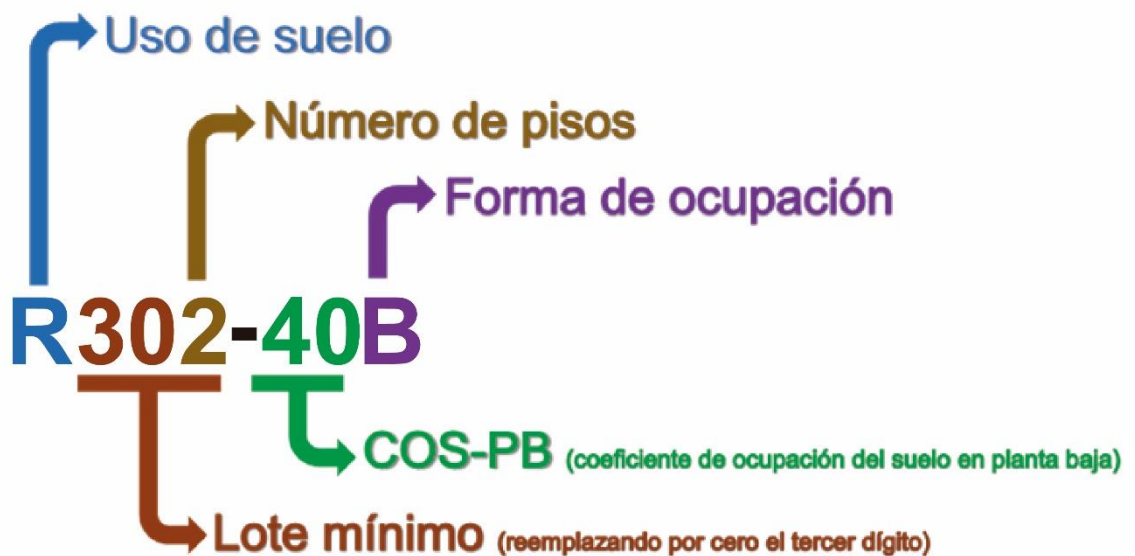 Uso de suelo
Número de pisos
Forma de ocupación
R302-40B
COS-PB (coeficiente de ocupación del suelo en planta baja)
Lote mínimo (reemplazando por cero el tercer dígito)